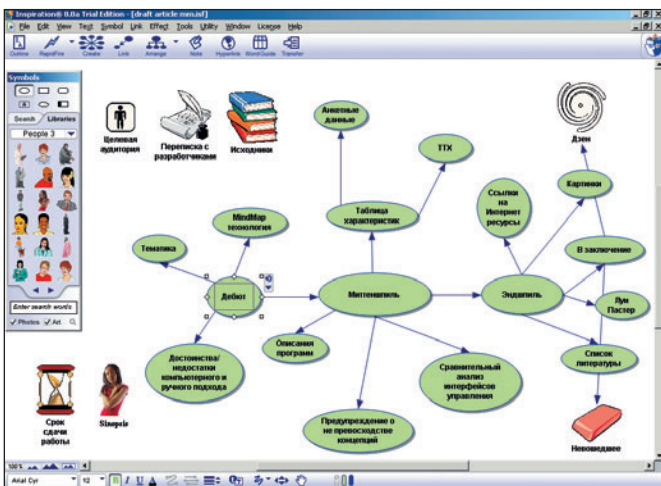 Inspiration® 8.0a Trial Edition - [draft article mm.isf]
File Edit View Text Symbol Link Effect Tools Utility Window License Help
Outline RapidFire Create Link Arrange Note Hyperlink Word Guide Transfer
Symbols
Search Libraries
People 3
Enter search words
Photos Art
Целевая
аудитория
Переписка с
разработчиками
Исходники
Анкетные
данные
ТТХ
Дзен
Ссылки
на
Интернет
ресурсы
Картинки
MindMap
технология
Таблица
характеристик
Тематика
В заключение
Дебют
Миттеншпиль
Эндшпиль
Луи
Пастер
Описания
программ
Достоинства/
недостатки
компьютерного и
ручного подхода
Сравнительный
анализ
интерфейсов
управления
Список
литературы
Предупреждение о
не превосходстве
концепций
Срок
сдачи
работы
Sinopsis
Невошедшее
100%
Arial Cyr 12 B I U A